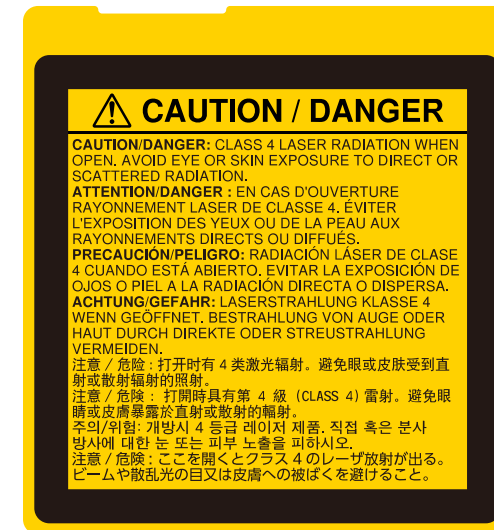 CAUTION / DANGER
CAUTION/DANGER: CLASS 4 LASER RADIATION WHEN
OPEN. AVOID EYE OR SKIN EXPOSURE TO DIRECT OR
SCATTERED RADIATION.
ATTENTION/DANGER : EN CAS D'OUVERTURE
RAYONNEMENT LASER DE CLASSE 4. ÉVITER
L'EXPOSITION DES YEUX OU DE LA PEAU AUX
RAYONNEMENTS DIRECTS OU DIFFUÉS.
PRECAUCIÓN/PELIGRO: RADIACIÓN LÁSER DE CLASE
4 CUANDO ESTÁ ABIERTO. EVITAR LA EXPOSICIÓN DE
OJOS O PIEL A LA RADIACIÓN DIRECTA O DISPERSA.
ACHTUNG/GEFAHR: LASERSTRAHLUNG KLASSE 4
WENN GEÖFFNET. BESTRAHLUNG VON AUGE ODER
HAUT DURCH DIREKTE ODER STREUSTRAHLUNG
VERMEIDEN.
注意 / 危险 : 打开时有 4 类激光辐射。避免眼或皮肤受到直
射或散射辐射的照射。
注意 / 危険 : 打開時具有第 4 級 (CLASS 4) 雷射。避免眼
睛或皮膚暴露於直射或散射的輻射。
주의/위험: 개방시 4 등급 레이저 제품. 직접 혹은 분사
방사에 대한 눈 또는 피부 노출을 피하시오.
注意 / 危険 : ここを開くとクラス 4 のレーザ放射が出る。
ビームや散乱光の目又は皮膚への被ばくを避けること。